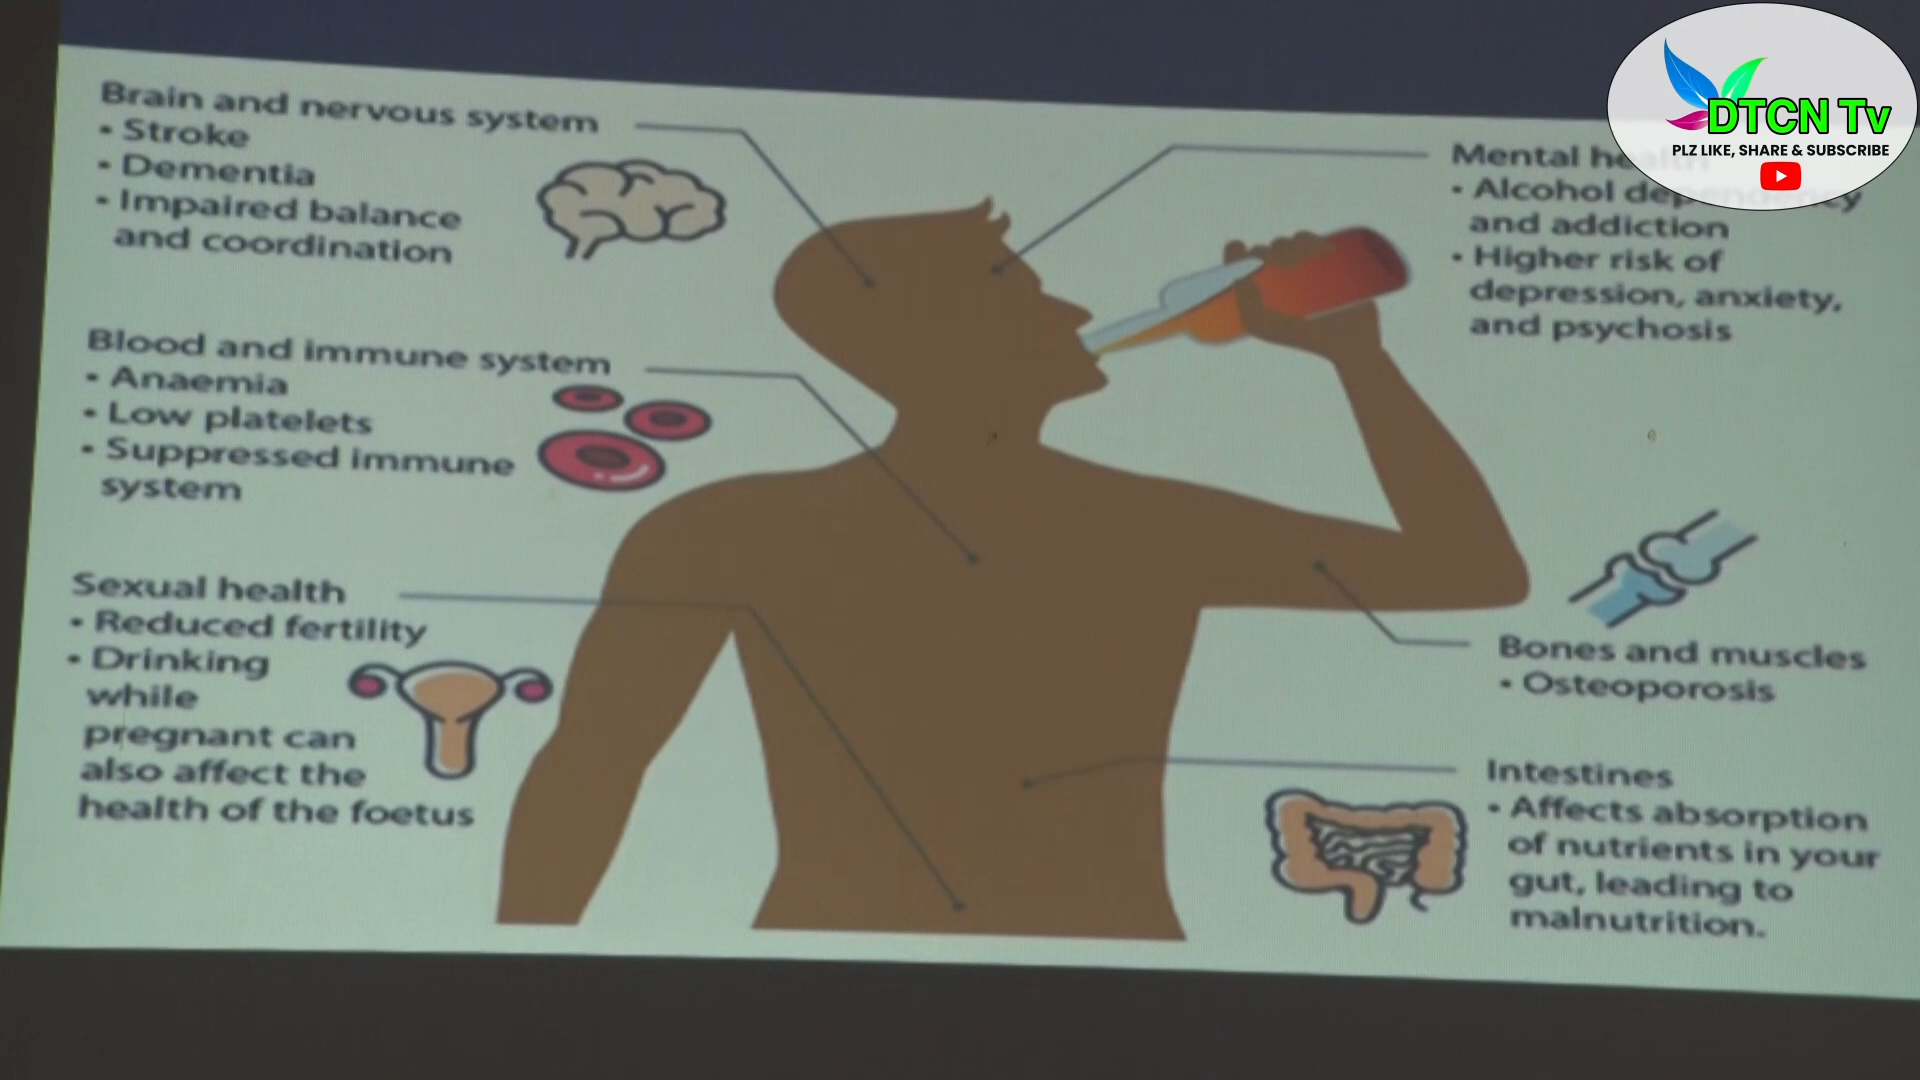 Brain and nervous system
• Stroke
• Dementia
• Impaired balance
and coordination
Blood and immune system
• Anaemia
• Low platelets
• Suppressed immune
system
Sexual health
• Reduced fertility
• Drinking
while
pregnant can
also affect the
health of the foetus
DTCN Tv
PLZ LIKE, SHARE & SUBSCRIBE
Mental health
• Alcohol dependency
and addiction
• Higher risk of
depression, anxiety,
and psychosis
Bones and muscles
• Osteoporosis
Intestines
• Affects absorption
of nutrients in your
gut, leading to
malnutrition.